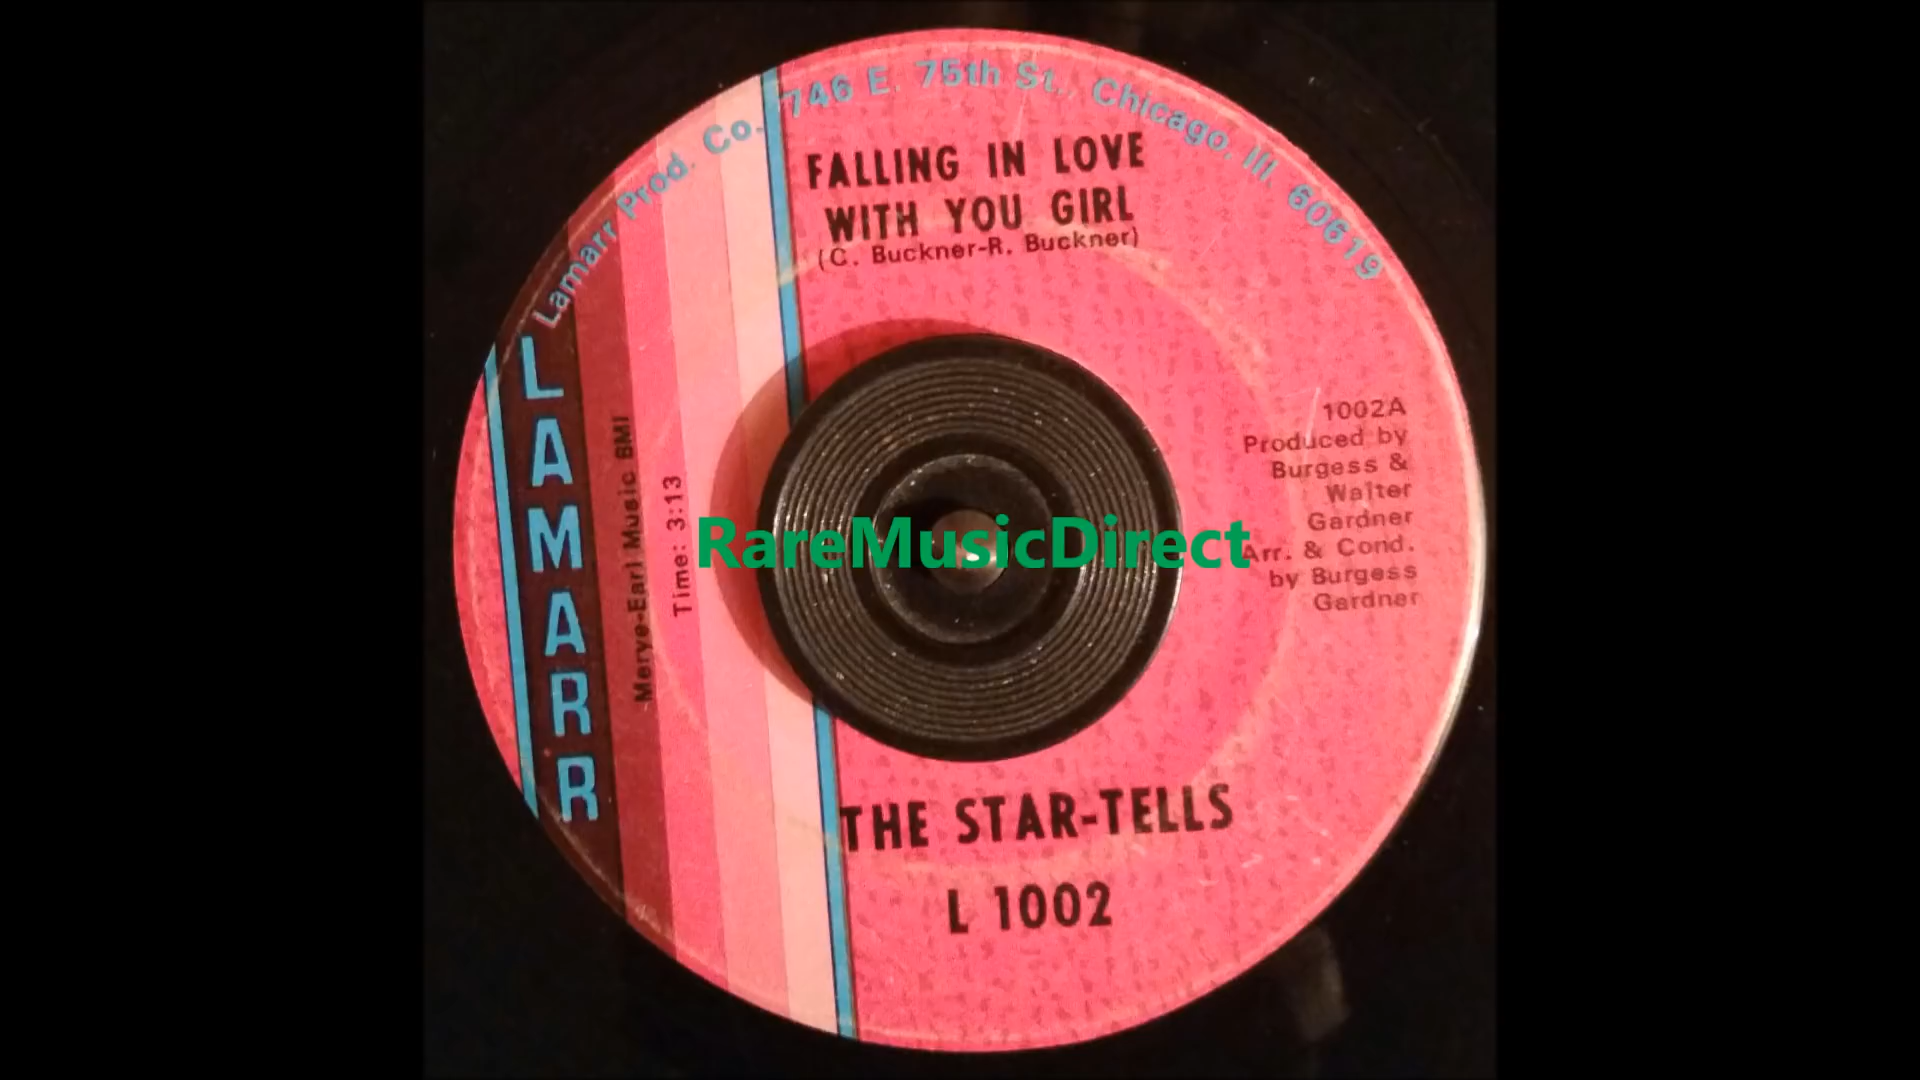 Lamarr Prod. Co. 746 E. 75th St., Chicago, Ill. 60619
FALLING IN LOVE
WITH YOU GIRL
(C. Buckner-R. Buckner)
LAMARR
Merye-Earl Music BMI
Time: 3:13
1002A
Produced by
Burgess &
Walter
Gardner
Arr. & Cond.
by Burgess
Gardner
RareMusicDirect
THE STAR-TELLS
L 1002